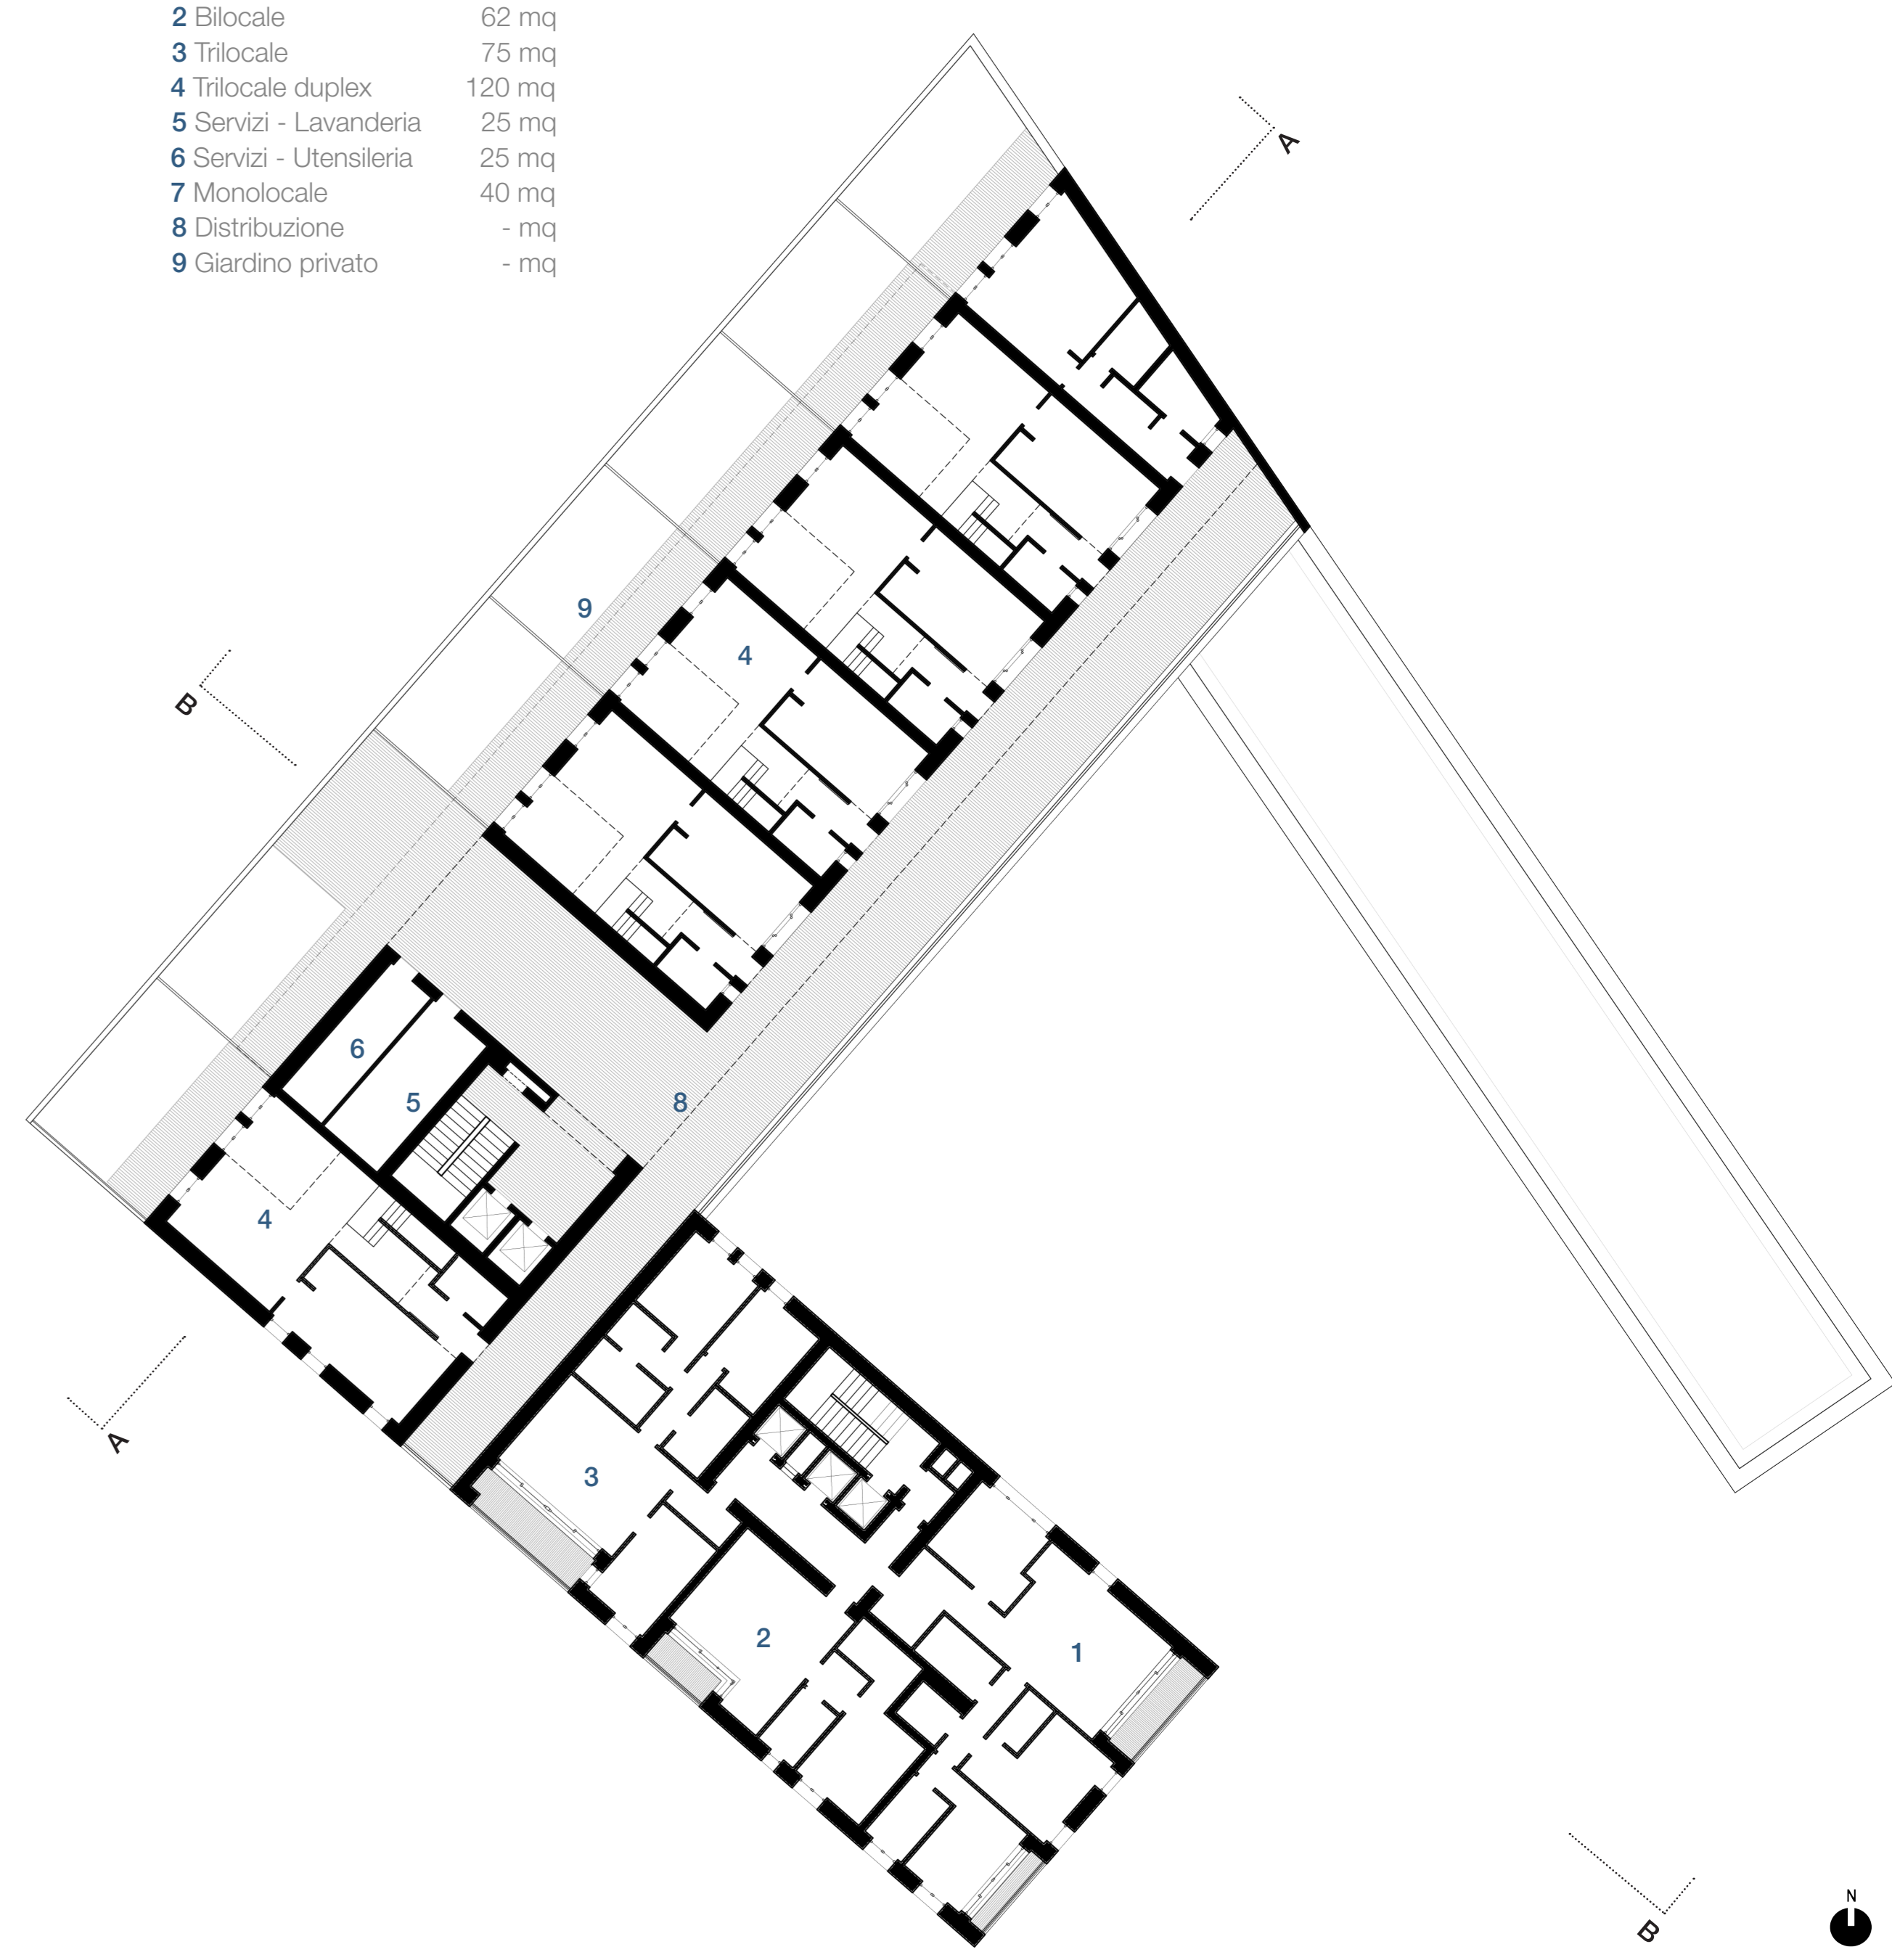 2 Bilocale 62 mq
3 Trilocale 75 mq
4 Trilocale duplex 120 mq
5 Servizi - Lavanderia 25 mq
6 Servizi - Utensileria 25 mq
7 Monolocale 40 mq
8 Distribuzione - mq
9 Giardino privato - mq
A
9
4
B
6
5
8
4
A
3
2
1
N
B